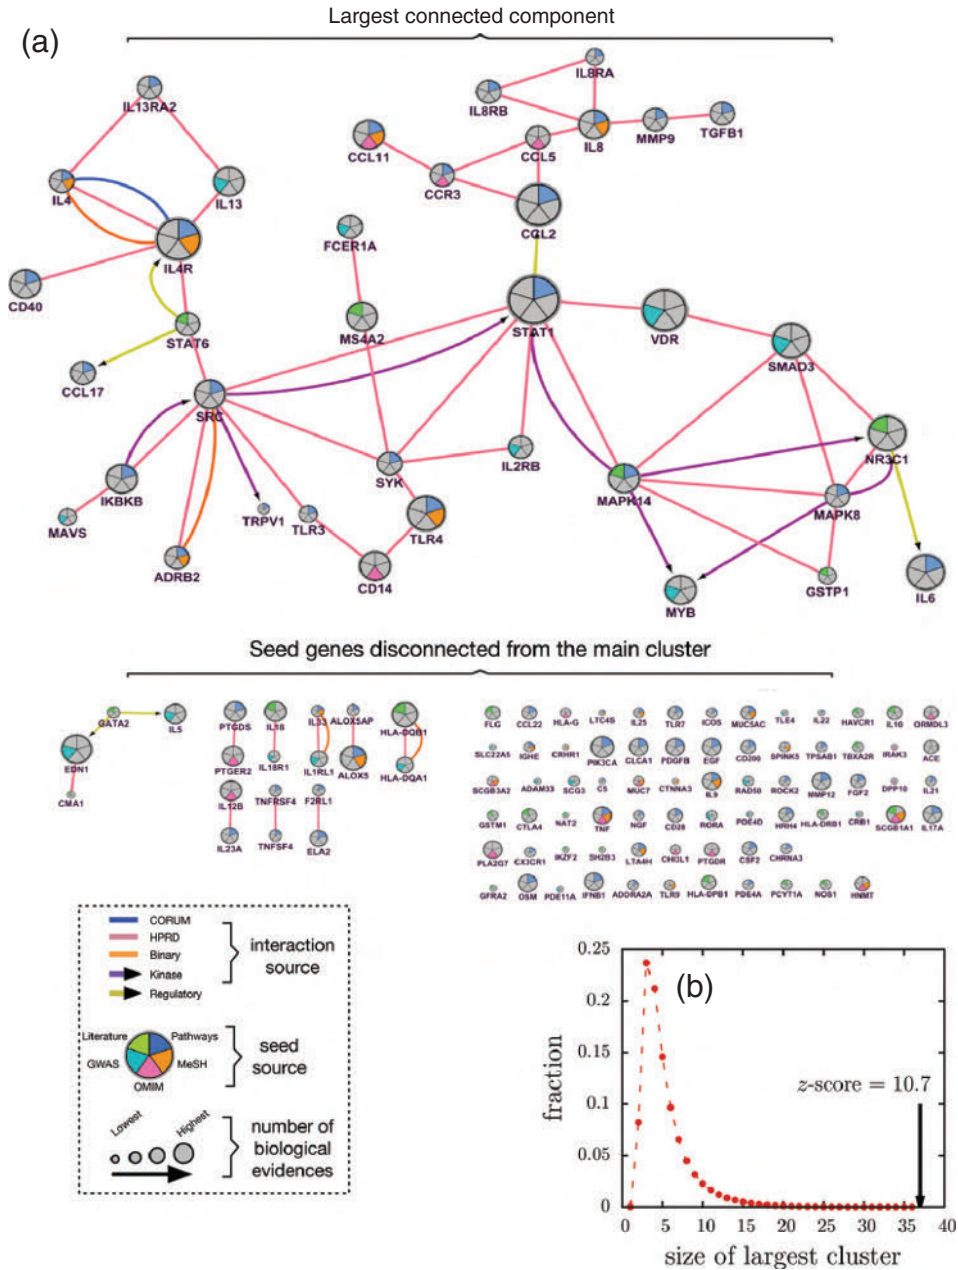 Largest connected component
(a)
IL8RA
IL13RA2
IL8RB
IL8
MMP9
TGFB1
CCL11
CCL5
CCR3
IL4
IL13
CCL2
FCER1A
IL4R
CD40
STAT1
STAT6
MS4A2
VDR
SMAD3
CCL17
SRC
NR3C1
IL2RB
SYK
IKBKB
MAPK14
MAPK8
TRPV1
TLR3
MAVS
TLR4
ADRB2
CD14
GSTP1
IL6
MYB
Seed genes disconnected from the main cluster
GATA2
IL5
EDN1
CMA1
PTGDS
IL18
IL33
ALOX5AP
HLA-DQB1
PTGER2
IL18R1
IL1RL1
ALOX5
HLA-DQA1
IL12B
TNFRSF4
F2RL1
IL23A
TNFSF4
ELA2
FLG CCL22 HLA-G LTC4S IL25 TLR7 ICOS MUC5AC TLE4 IL22 HAVCR1 IL10 ORMDL3
SLC22A5 IGHE CRHR1 PIK3CA CLCA1 PDGFB EGF CD200 SPINK5 TPSAB1 TBXA2R IRAK3 ACE
SCGB3A2 ADAM33 SCG3 C5 MUC7 CTNNA3 IL9 RAD50 ROCK2 MMP12 FGF2 DPP10 IL21
GSTM1 CTLA4 NAT2 TNF NGF CD28 RORA PDE4D HRH4 HLA-DRB1 CRB1 SCGB1A1 IL17A
PLA2G7 CX3CR1 IKZF2 SH2B3 LTA4H CHI3L1 PTGDR CSF2 CHRNA3
GFRA2 OSM PDE11A IFNB1 ADDRA2A TLR9 HLA-DPB1 PDE4A PCYT1A NOS1 HNMT
CORUM
HPRD
Binary
Kinase
Regulatory
interaction
source
Literature
Pathways
GWAS
MeSH
OMIM
seed
source
Lowest
Highest
number of
biological
evidences
(b)
z-score = 10.7
fraction
0.25
0.2
0.15
0.1
0.05
0
0 5 10 15 20 25 30 35 40
size of largest cluster